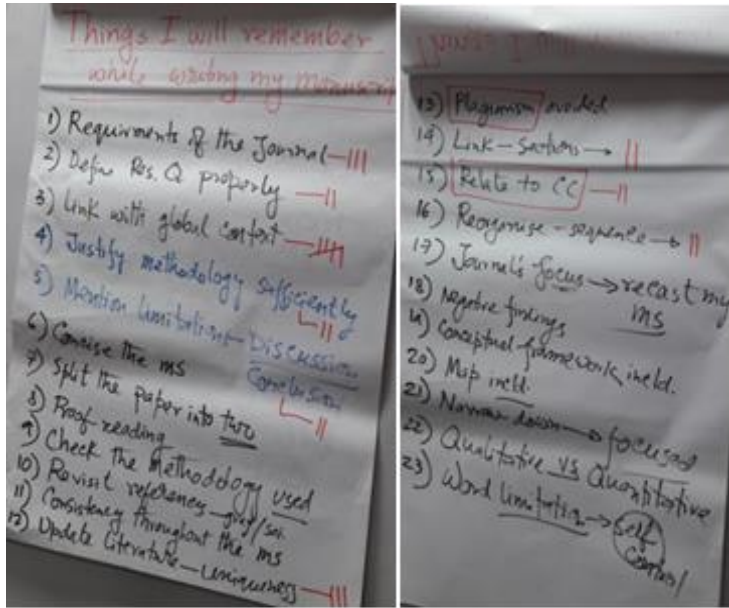 Things I will remember
while writing my manuscript
1) Requirments of the Journal — |||
2) Define Res. Q properly — ||
3) Link with global context — ||||
4) Justify methodology sufficiently
||
5) Mention limitation — Discussion
Conclusion
||
6) Concise the ms
7) Split the paper into two
8) Proof reading
9) Check the methodology used
10) Revisit references —
11) Consistency throughout the ms
12) Update literature — uniqueness — |||
13) Plagiarism avoided
14) Link - sections → ||
15) Relate to CC — ||
16) Reorganise - sequence → ||
17) Journal's focus → recast my
ms
18) Negative findings
19) Conceptual framework incld.
20) Map incld.
21) Narrow down → focused
22) Qualitative vs Quantitative
23) Word limitation → Self